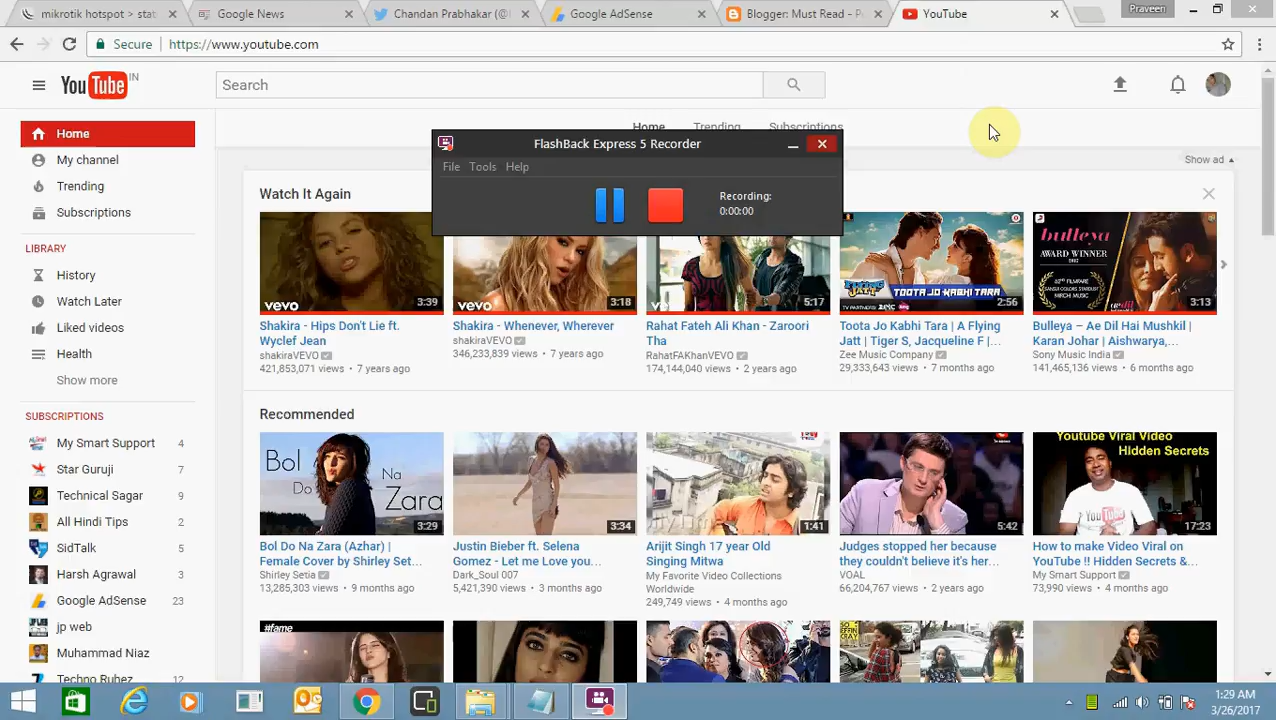 mikrotik hotspot > stat
Google News
Chandan Prabhakar (@
Google AdSense
Blogger: Must Read – P
YouTube
Praveen
Secure
https://www.youtube.com
YouTube IN
Search
Home
Trending
Subscriptions
FlashBack Express 5 Recorder
File Tools Help
Recording:
0:00:00
Show ad
Home
My channel
Trending
Subscriptions
LIBRARY
History
Watch Later
Liked videos
Health
Show more
SUBSCRIPTIONS
My Smart Support 4
Star Guruji 7
Technical Sagar 9
All Hindi Tips 2
SidTalk 5
Harsh Agrawal 3
Google AdSense 23
jp web
Muhammad Niaz
Techno Ruhez
Watch It Again
vevo 3:39
Shakira - Hips Don't Lie ft.
Wyclef Jean
shakiraVEVO
421,853,071 views • 7 years ago
vevo 3:18
Shakira - Whenever, Wherever
shakiraVEVO
346,233,839 views • 7 years ago
5:17
Rahat Fateh Ali Khan - Zaroori
Tha
RahatFAKhanVEVO
174,144,040 views • 2 years ago
FLYING
JATT
TOOTA JO KABHI TARA
2:56
Toota Jo Kabhi Tara | A Flying
Jatt | Tiger S, Jacqueline F |...
Zee Music Company
29,333,643 views • 7 months ago
bulleya
AWARD WINNER
2017
MIRCHI MUSIC
3:13
Bulleya – Ae Dil Hai Mushkil |
Karan Johar | Aishwarya,...
Sony Music India
141,465,136 views • 6 months ago
Recommended
Bol Na
Do Zara
3:29
Bol Do Na Zara (Azhar) |
Female Cover by Shirley Set...
Shirley Setia
13,285,303 views • 9 months ago
3:34
Justin Bieber ft. Selena
Gomez - Let me Love you...
Dark_Soul 007
5,421,390 views • 3 months ago
1:41
Arijit Singh 17 year Old
Singing Mitwa
My Favorite Video Collections
Worldwide
249,749 views • 4 months ago
5:42
Judges stopped her because
they couldn't believe it's her...
VOAL
66,204,767 views • 2 years ago
Youtube Viral Video
Hidden Secrets
17:23
How to make Video Viral on
YouTube !! Hidden Secrets &...
My Smart Support
73,990 views • 4 months ago
#fame
1:29 AM
3/26/2017